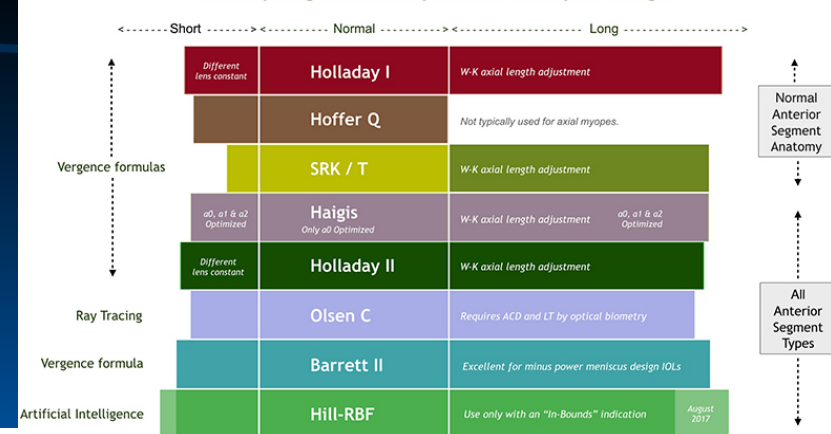 Short
Normal
Long
Different
lens constant
Holladay I
W-K axial length adjustment
Hoffer Q
Not typically used for axial myopes.
Normal
Anterior
Segment
Anatomy
Vergence formulas
SRK / T
W-K axial length adjustment
a0, a1 & a2
Optimized
Haigis
Only a0 Optimized
W-K axial length adjustment
a0, a1 & a2
Optimized
Different
lens constant
Holladay II
W-K axial length adjustment
Ray Tracing
Olsen C
Requires ACD and LT by optical biometry
All
Anterior
Segment
Types
Vergence formula
Barrett II
Excellent for minus power meniscus design IOLs
Artificial Intelligence
Hill-RBF
Use only with an “In-Bounds” indication
August
2017